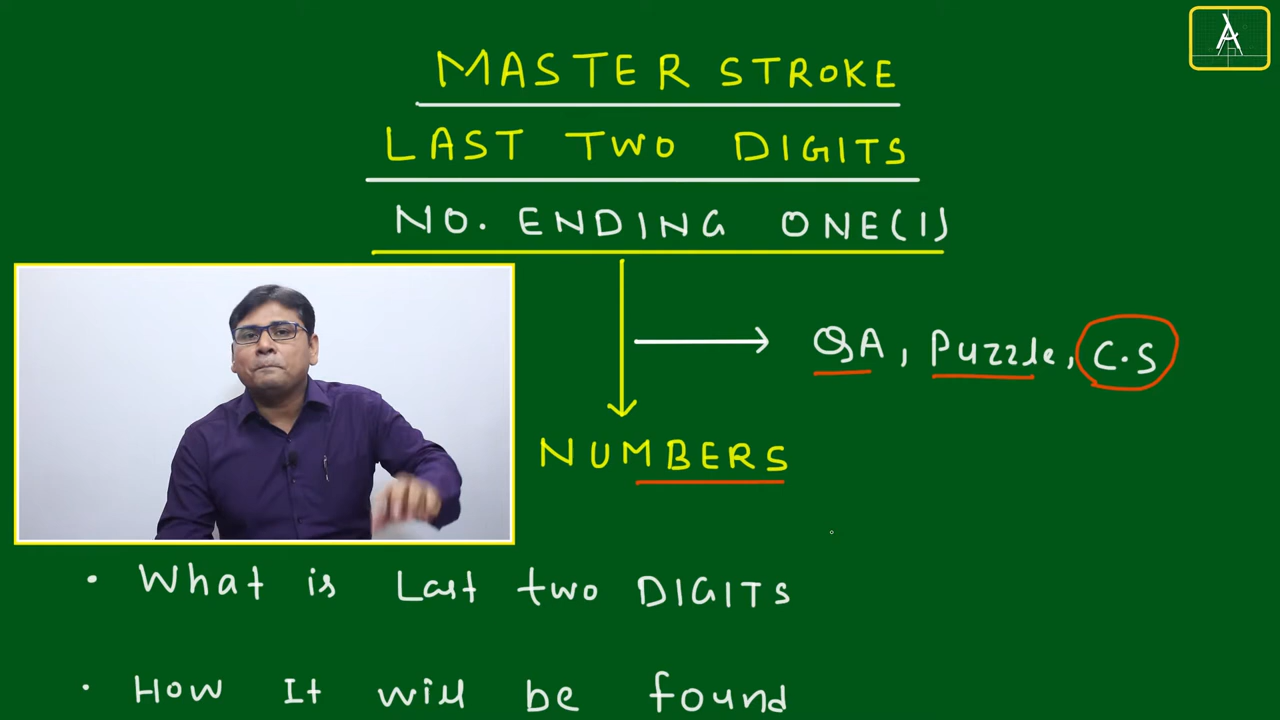 MASTER STROKE
LAST TWO DIGITS
NO. ENDING ONE(1)
QA, Puzzle, C.S
NUMBERS
• What is Last two DIGITS
• How It will be found